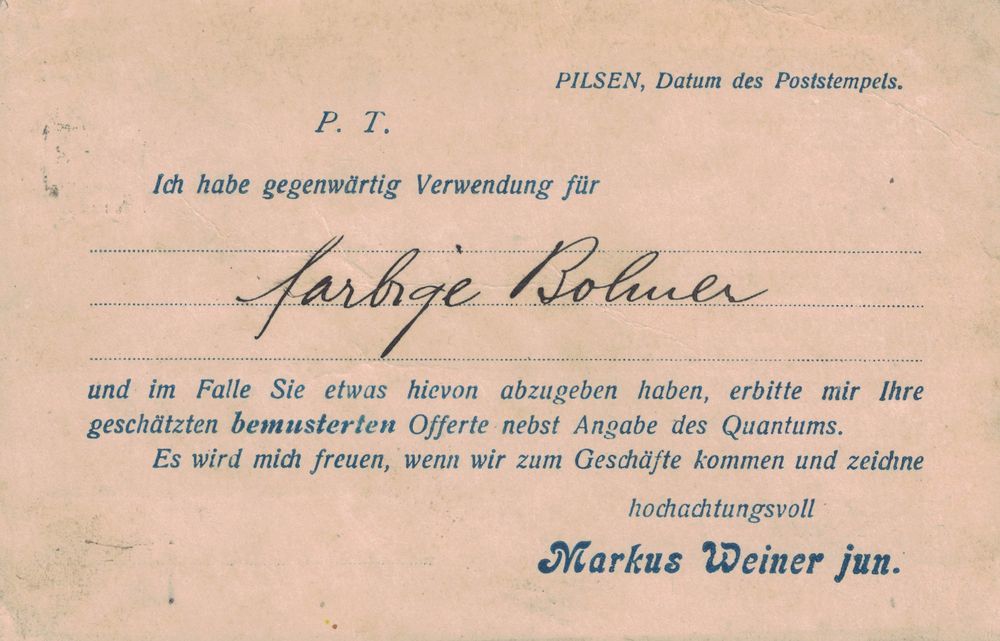 PILSEN, Datum des Poststempels.
P. T.
Ich habe gegenwärtig Verwendung für
farbige Bohnen
und im Falle Sie etwas hievon abzugeben haben, erbitte mir Ihre
geschätzten bemusterten Offerte nebst Angabe des Quantums.
Es wird mich freuen, wenn wir zum Geschäfte kommen und zeichne
hochachtungsvoll
Markus Weiner jun.